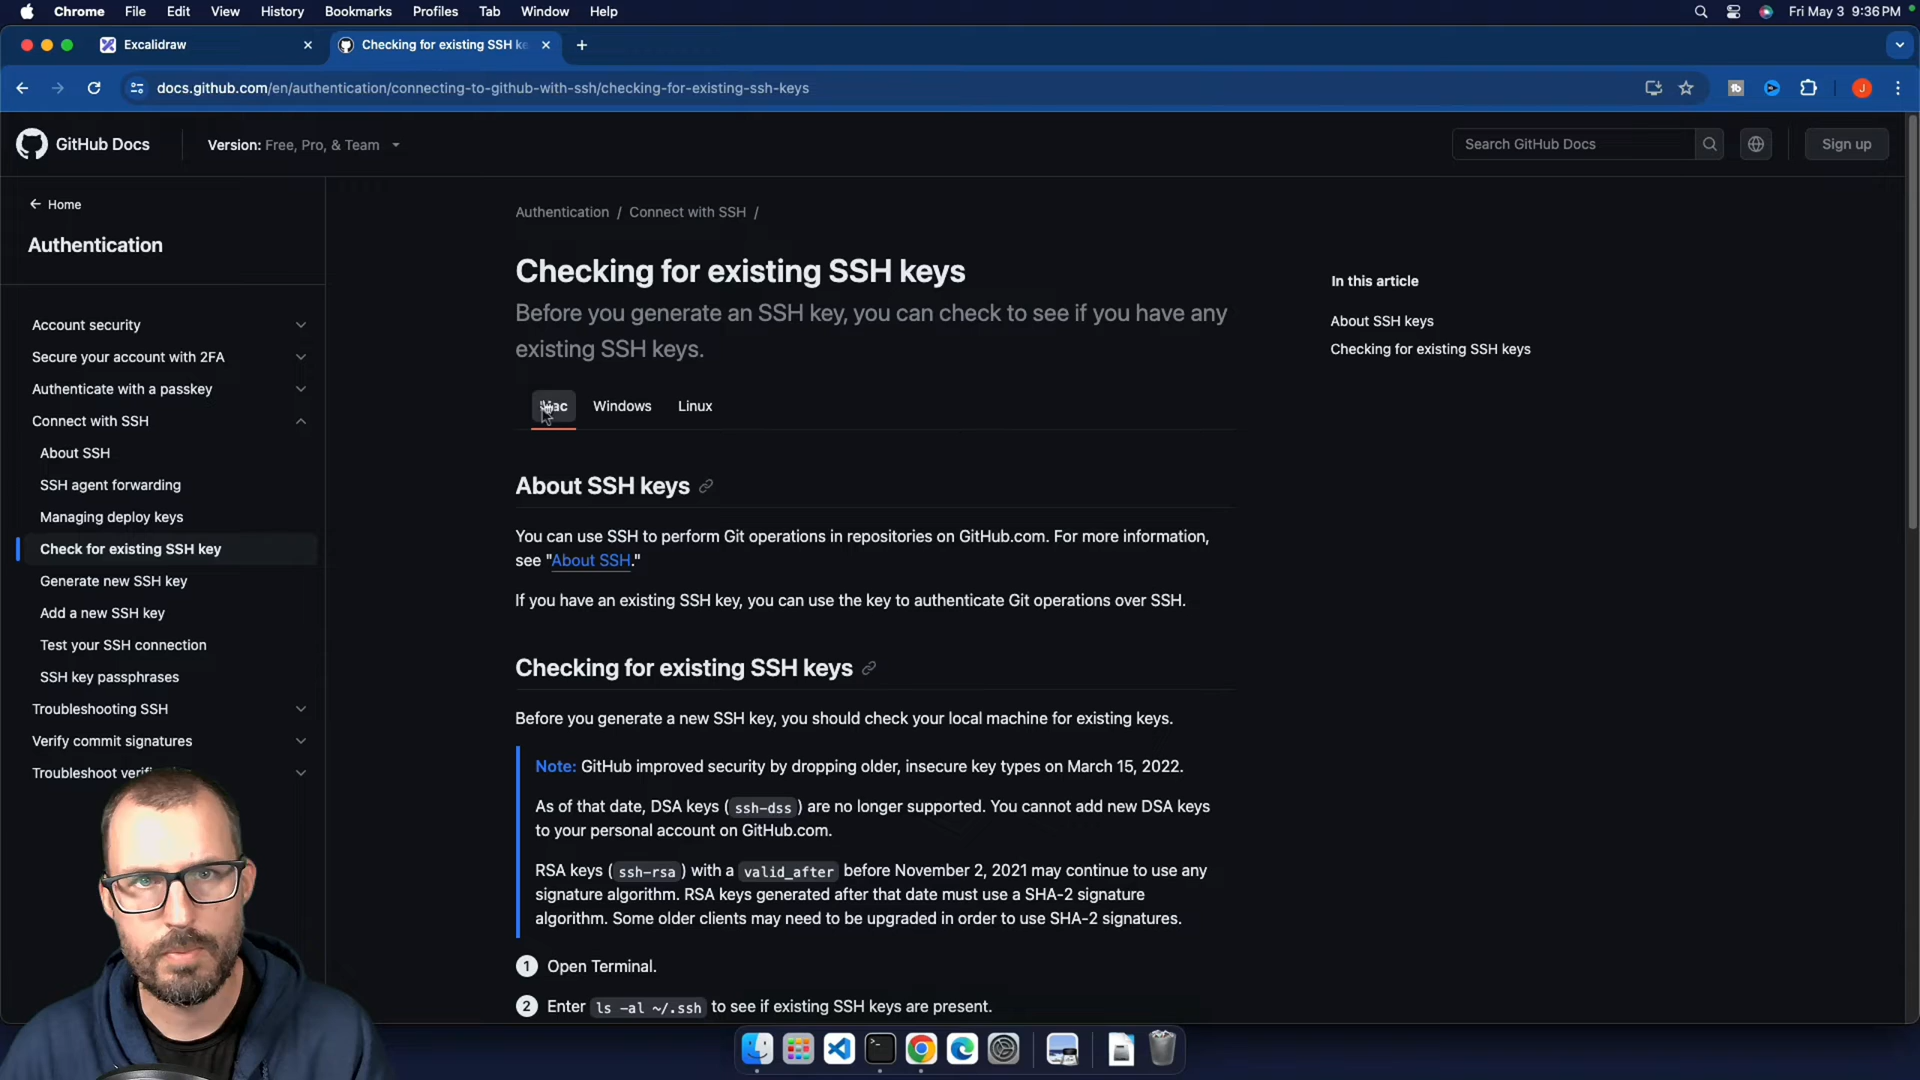 Chrome File Edit View History Bookmarks Profiles Tab Window Help
Fri May 3 9:36 PM
Excalidraw
Checking for existing SSH ke
docs.github.com/en/authentication/connecting-to-github-with-ssh/checking-for-existing-ssh-keys
J
GitHub Docs
Version: Free, Pro, & Team
Search GitHub Docs
Sign up
Home
Authentication
Account security
Secure your account with 2FA
Authenticate with a passkey
Connect with SSH
About SSH
SSH agent forwarding
Managing deploy keys
Check for existing SSH key
Generate new SSH key
Add a new SSH key
Test your SSH connection
SSH key passphrases
Troubleshooting SSH
Verify commit signatures
Troubleshoot verifi
Authentication / Connect with SSH /
Checking for existing SSH keys
Before you generate an SSH key, you can check to see if you have any
existing SSH keys.
Mac Windows Linux
About SSH keys
You can use SSH to perform Git operations in repositories on GitHub.com. For more information,
see "About SSH."
If you have an existing SSH key, you can use the key to authenticate Git operations over SSH.
Checking for existing SSH keys
Before you generate a new SSH key, you should check your local machine for existing keys.
Note: GitHub improved security by dropping older, insecure key types on March 15, 2022.
As of that date, DSA keys (ssh-dss) are no longer supported. You cannot add new DSA keys
to your personal account on GitHub.com.
RSA keys (ssh-rsa) with a valid_after before November 2, 2021 may continue to use any
signature algorithm. RSA keys generated after that date must use a SHA-2 signature
algorithm. Some older clients may need to be upgraded in order to use SHA-2 signatures.
1 Open Terminal.
2 Enter ls -al ~/.ssh to see if existing SSH keys are present.
In this article
About SSH keys
Checking for existing SSH keys